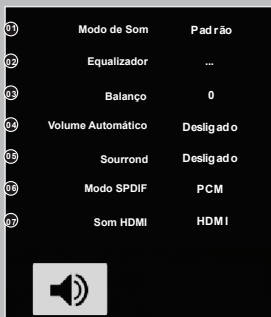 01 Modo de Som Padrão
02 Equalizador ...
03 Balanço 0
04 Volume Automático Desligado
05 Sourrond Desligado
06 Modo SPDIF PCM
07 Som HDMI HDMI